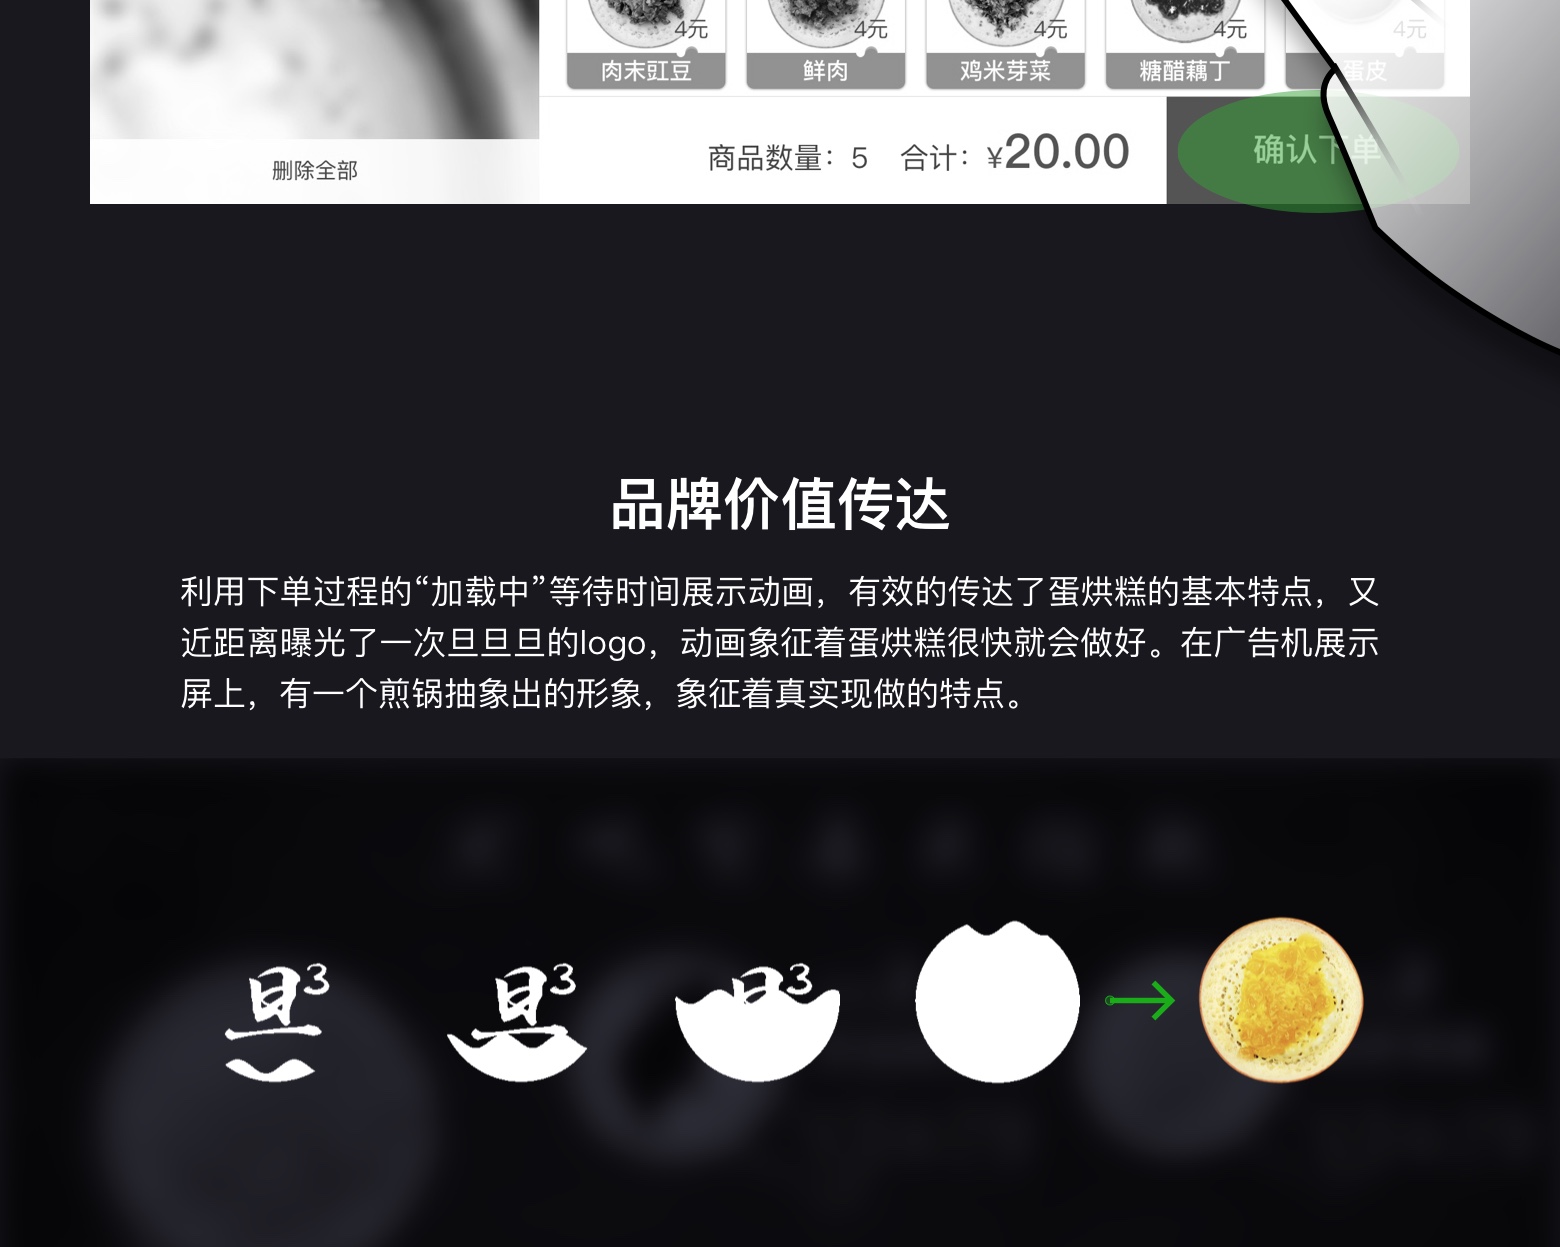 4元 4元 4元 4元 4元
肉末豇豆 鲜肉 鸡米芽菜 糖醋藕丁 蛋皮
删除全部 商品数量：5 合计：¥20.00 确认下单
品牌价值传达
利用下单过程的“加载中”等待时间展示动画，有效的传达了蛋烘糕的基本特点，又
近距离曝光了一次旦旦旦的logo，动画象征着蛋烘糕很快就会做好。在广告机展示
屏上，有一个煎锅抽象出的形象，象征着真实现做的特点。
旦3 旦3 旦3